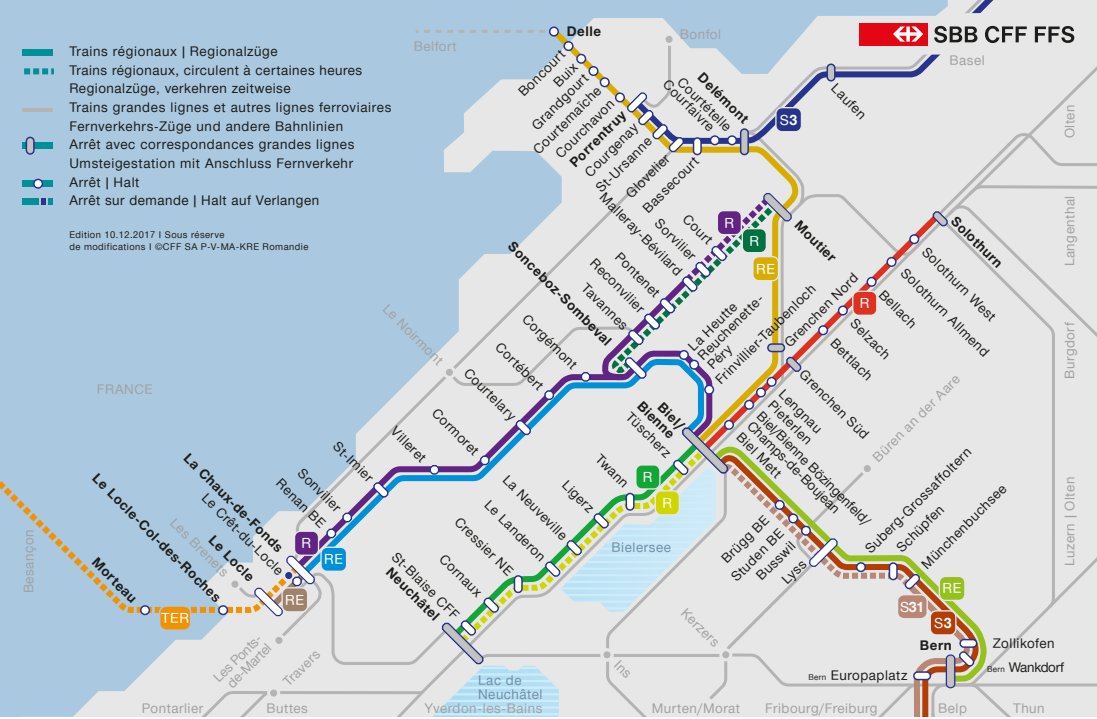 Trains régionaux | Regionalzüge
Trains régionaux, circulent à certaines heures
Regionalzüge, verkehren zeitweise
Trains grandes lignes et autres lignes ferroviaires
Fernverkehrs-Züge und andere Bahnlinien
Arrêt avec correspondances grandes lignes
Umsteigestation mit Anschluss Fernverkehr
Arrêt | Halt
Arrêt sur demande | Halt auf Verlangen
Edition 10.12.2017 I Sous réserve
de modifications I ©CFF SA P-V-MA-KRE Romandie
SBB CFF FFS
Belfort
Delle
Bonfol
Basel
Boncourt
Buix
Grandgourt
Courtemaîche
Courchavon
Porrentruy
Courgenay
St-Ursanne
Glovelier
Bassecourt
Courfaivre
Courtételle
Delémont
S3
Laufen
Olten
Langenthal
Burgdorf
Luzern | Olten
Moutier
R
R
RE
Court
Sorvilier
Malleray-Bévilard
Pontenet
Reconvilier
Tavannes
Sonceboz-Sombeval
Le Noirmont
FRANCE
Corgémont
Cortébert
Courtelary
Cormoret
Villeret
St-Imier
Sonvilier
Renan BE
La Chaux-de-Fonds
Le Crêt-du-Locle
Le Locle
Les Brenets
Le Locle-Col-des-Roches
Morteau
Besançon
TER
RE
R
RE
La Heutte
Reuchenette-
Péry
Frinvillier-Taubenloch
Grenchen Nord
Solothurn
Solothurn West
Solothurn Allmend
Bellach
R
Selzach
Bettlach
Grenchen Süd
Lengnau
Pieterlen
Biel/Bienne Bözingenfeld/
Champs-de-Boujean
Biel Mett
Biel/
Bienne
Tüscherz
Twann
Ligerz
La Neuveville
Le Landeron
Cressier NE
Cornaux
St-Blaise CFF
Neuchâtel
R
R
Bielersee
Büren an der Aare
Brügg BE
Studen BE
Busswil
Lyss
Suberg-Grossaffoltern
Schüpfen
Münchenbuchsee
RE
S31
S3
Zollikofen
Bern
Bern Wankdorf
Bern Europaplatz
Kerzers
Ins
Les Ponts-
de-Martel
Travers
Lac de
Neuchâtel
Pontarlier
Buttes
Yverdon-les-Bains
Murten/Morat
Fribourg/Freiburg
Belp
Thun